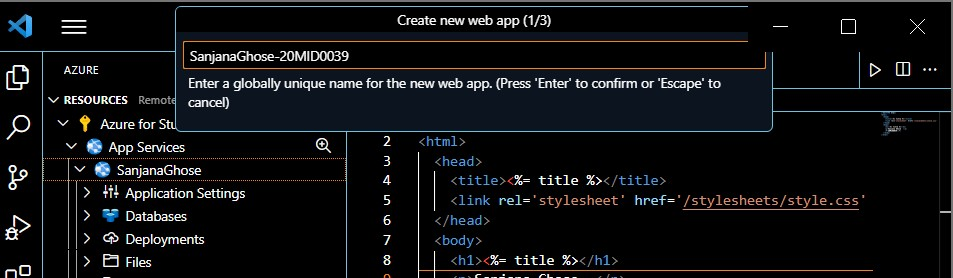 Create new web app (1/3)
SanjanaGhose-20MID0039
Enter a globally unique name for the new web app. (Press 'Enter' to confirm or 'Escape' to
cancel)
AZURE
RESOURCES Remote
Azure for Stu
App Services
SanjanaGhose
Application Settings
Databases
Deployments
Files
2 <html>
3 <head>
4 <title><%= title %></title>
5 <link rel='stylesheet' href='/stylesheets/style.css'
6 </head>
7 <body>
8 <h1><%= title %></h1>